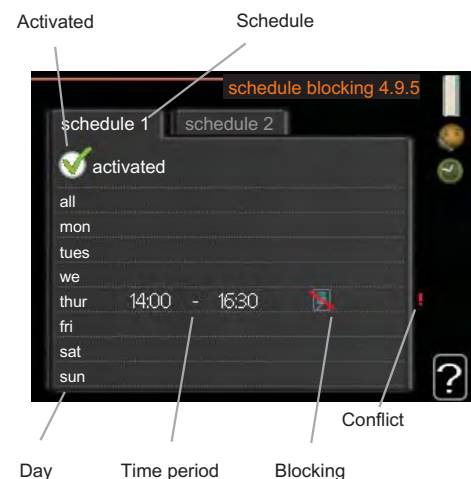 Activated
Schedule
schedule blocking 4.9.5
schedule 1
schedule 2
activated
all
mon
tues
we
thur 14:00 - 16:30 !
fri
sat
sun
?
Conflict
Day
Time period
Blocking